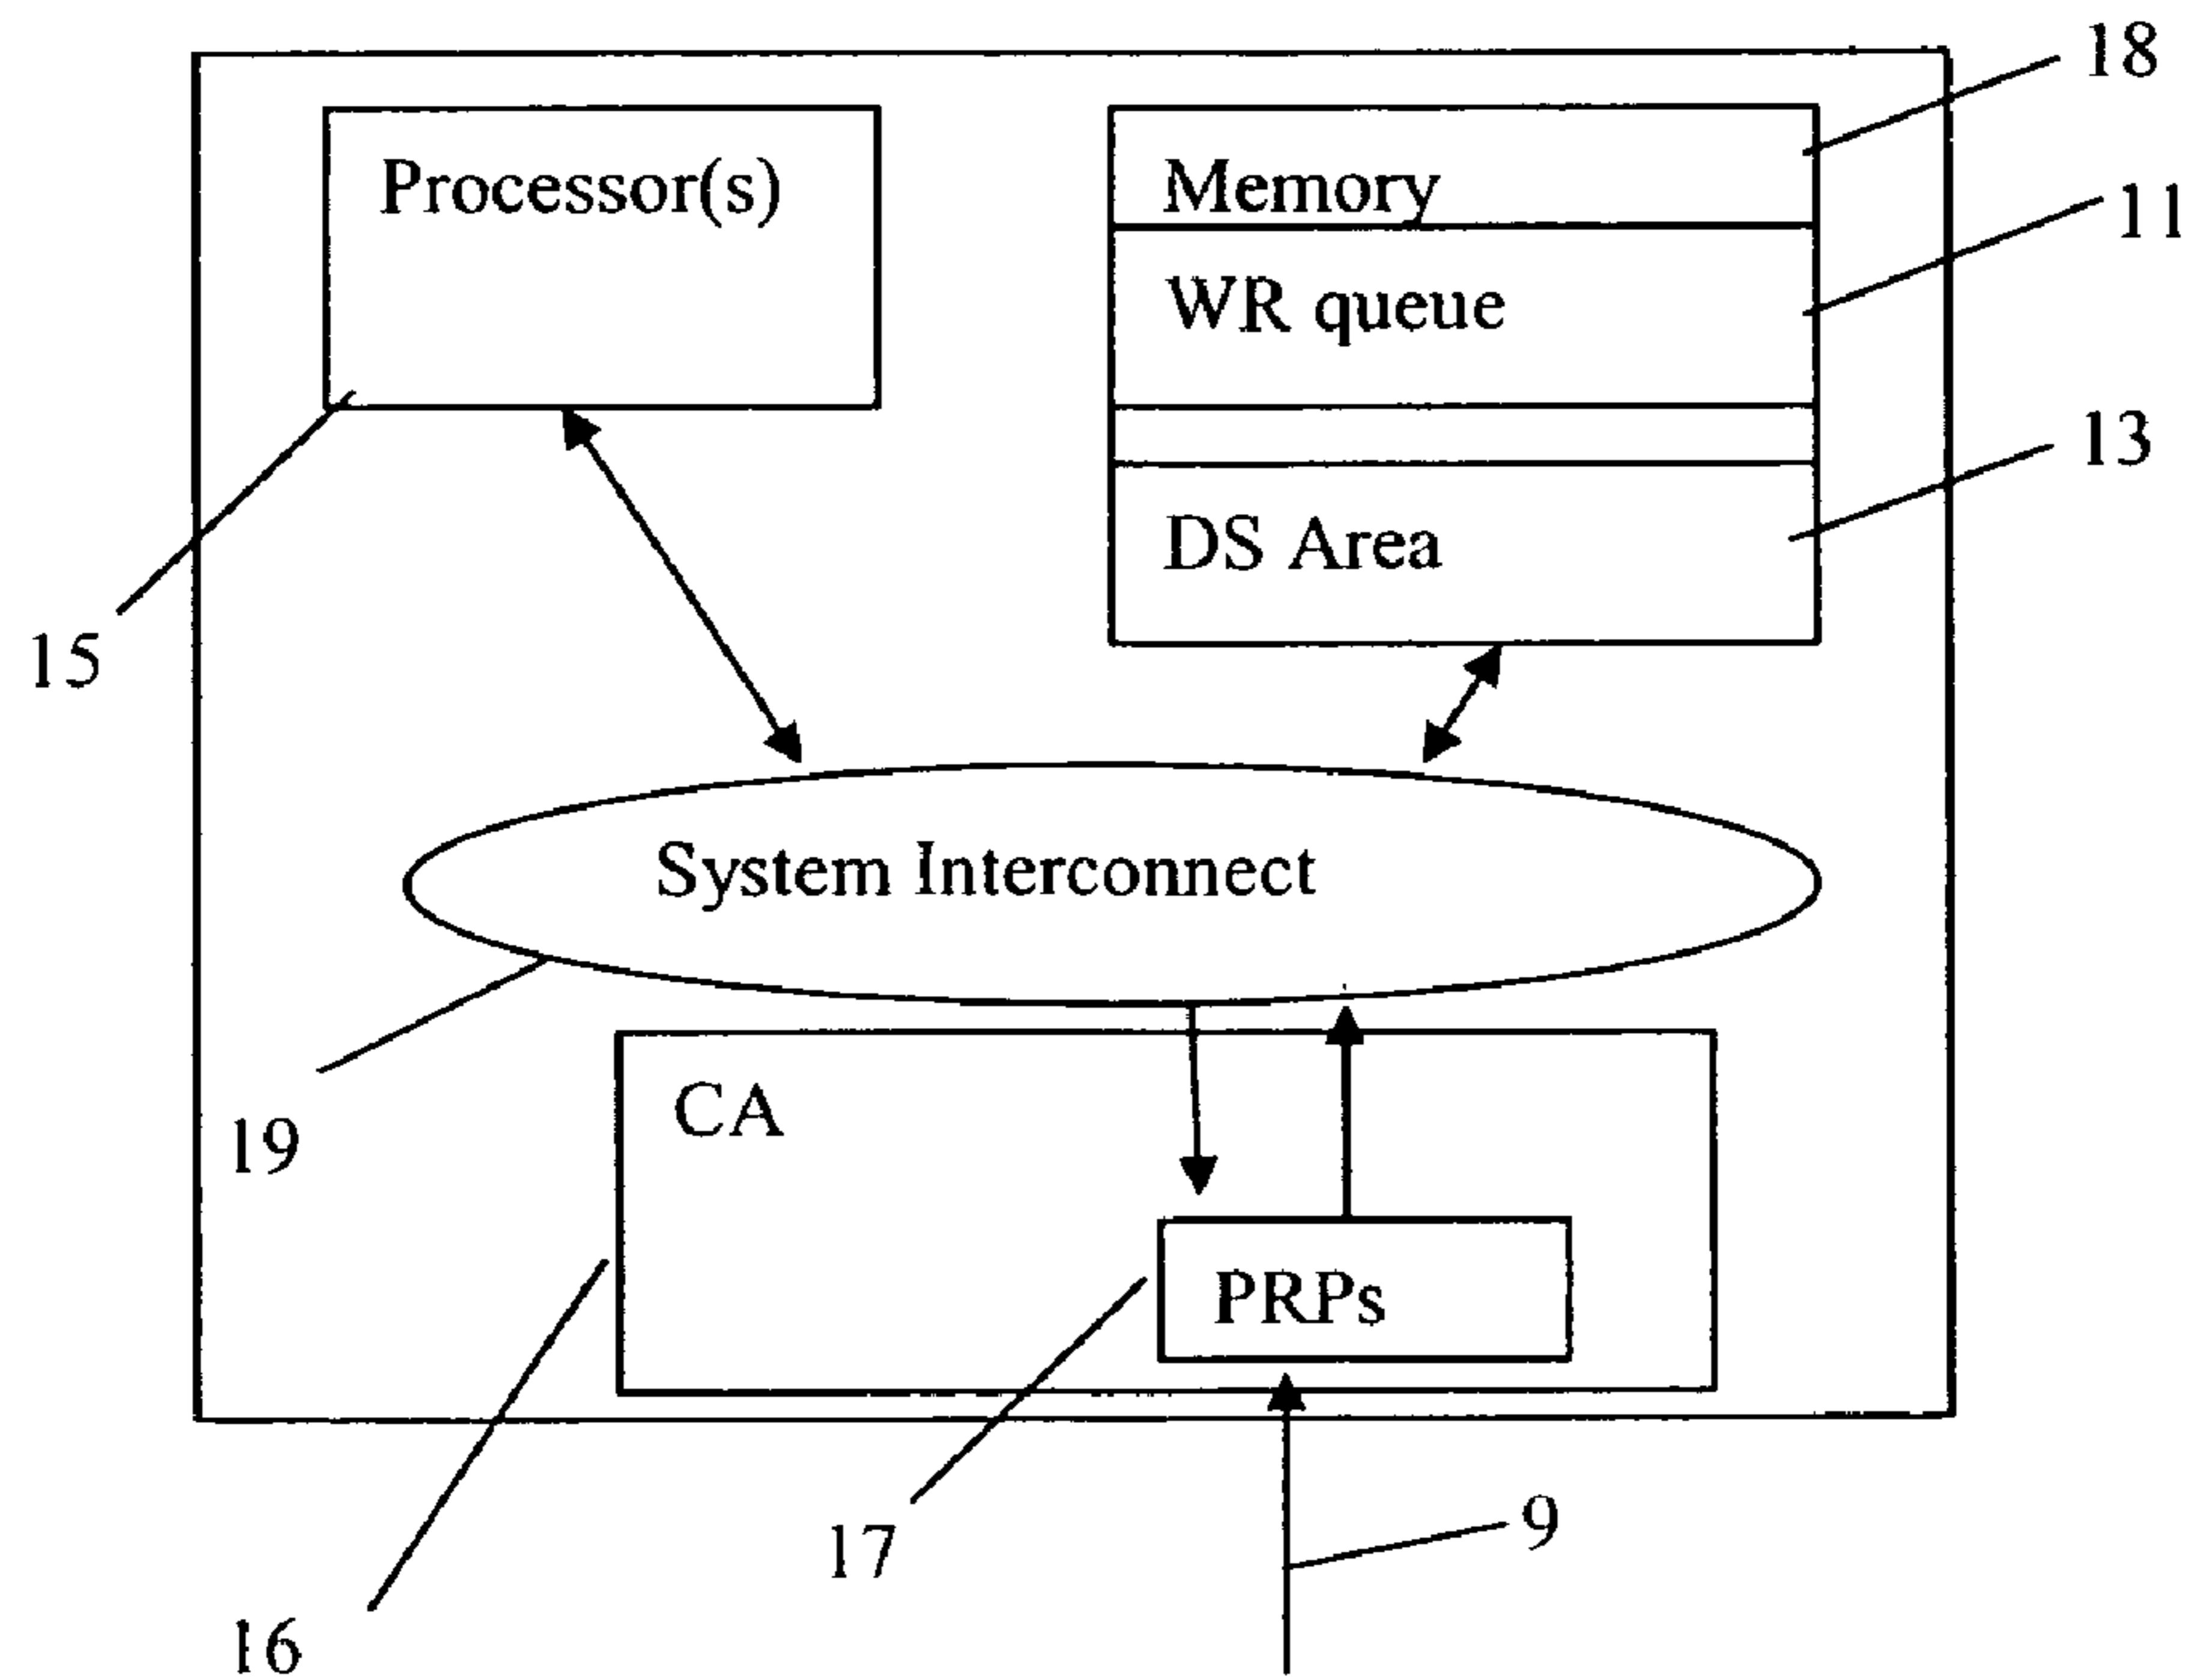 18
Processor(s)
Memory
11
WR queue
13
DS Area
15
System Interconnect
CA
19
PRPs
9
17
16